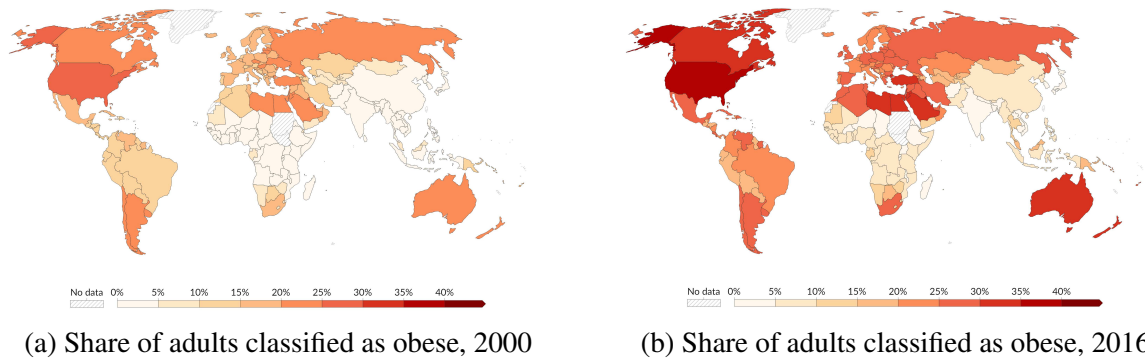 No data 0% 5% 10% 15% 20% 25% 30% 35% 40%
No data 0% 5% 10% 15% 20% 25% 30% 35% 40%
(a) Share of adults classified as obese, 2000
(b) Share of adults classified as obese, 2016